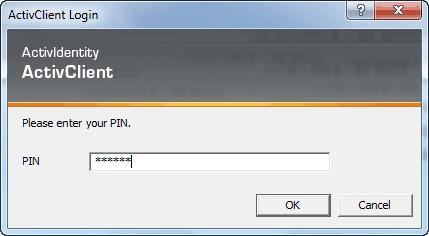 ActivClient Login
ActivIdentity
ActivClient
Please enter your PIN.
PIN ******
OK Cancel